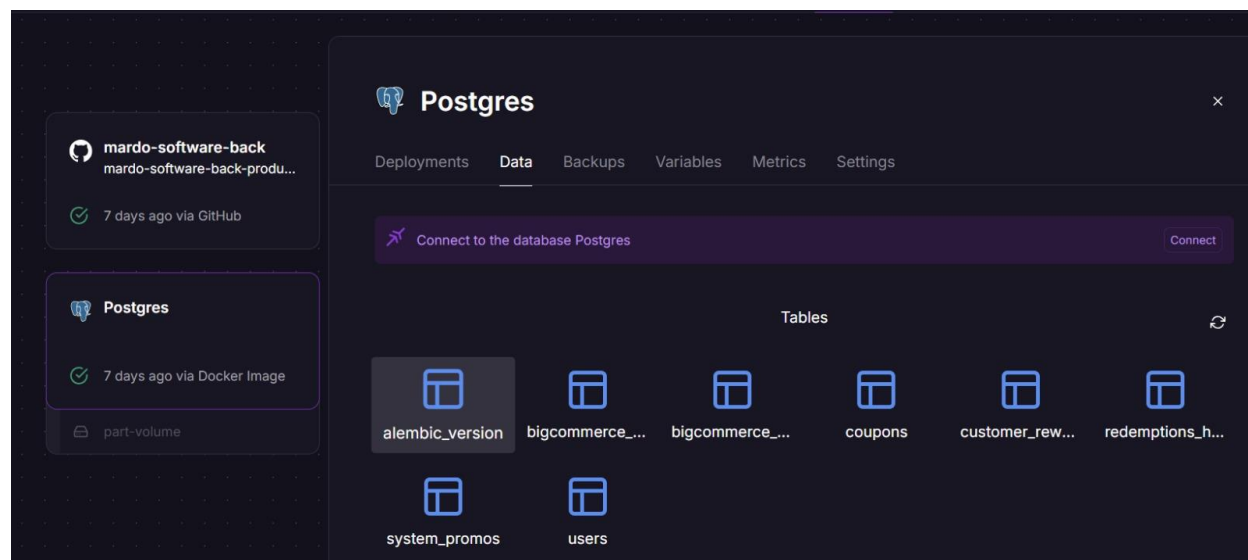 mardo-software-back
mardo-software-back-produ...
7 days ago via GitHub
Postgres
7 days ago via Docker Image
part-volume
Postgres
Deployments Data Backups Variables Metrics Settings
Connect to the database Postgres Connect
Tables
alembic_version bigcommerce_... bigcommerce_... coupons customer_rew... redemptions_h...
system_promos users